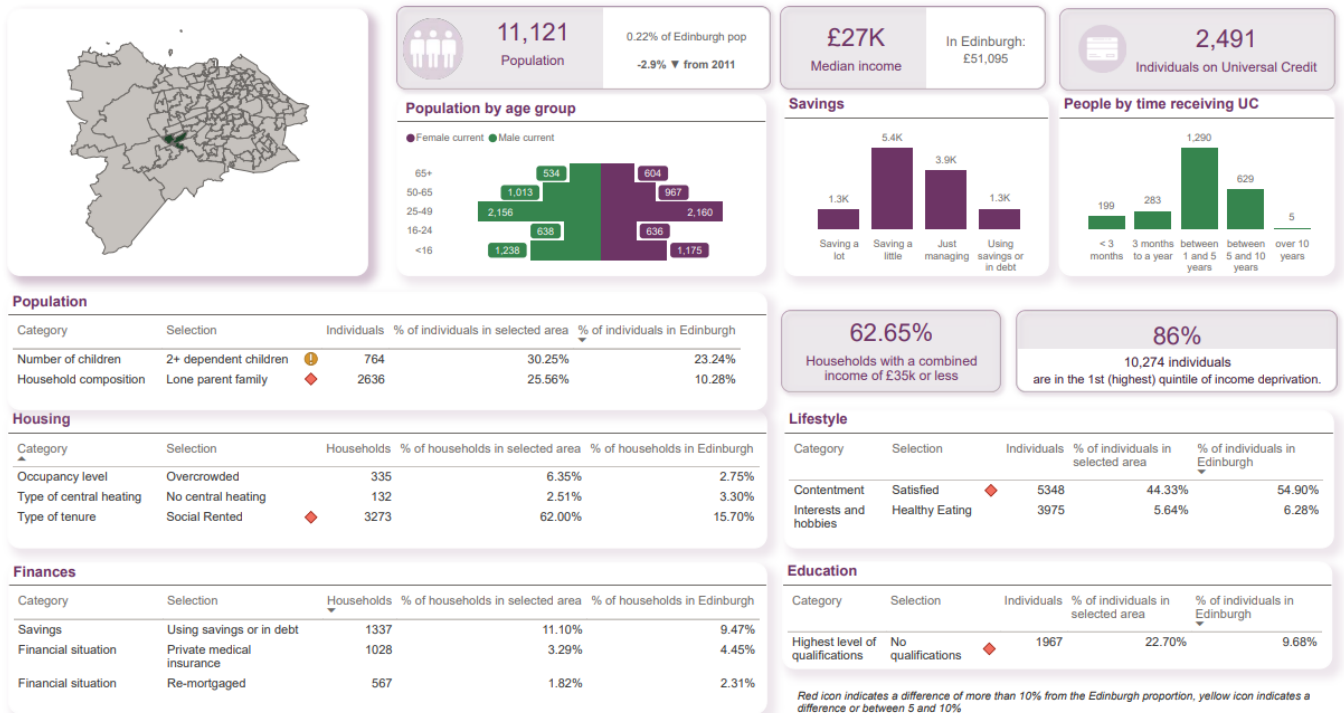 11,121
Population
0.22% of Edinburgh pop
-2.9% ▼ from 2011
£27K
Median income
In Edinburgh:
£51,095
2,491
Individuals on Universal Credit
Population by age group
Female current Male current
65+ 534 604
50-65 1,013 967
25-49 2,156 2,160
16-24 638 636
<16 1,238 1,175
Savings
1.3K
5.4K
3.9K
1.3K
Saving a
lot
Saving a
little
Just
managing
Using
savings or
in debt
People by time receiving UC
199
283
1,290
629
5
< 3
months
3 months
to a year
between
1 and 5
years
between
5 and 10
years
over 10
years
Population
Category Selection Individuals % of individuals in selected area % of individuals in Edinburgh
Number of children 2+ dependent children 764 30.25% 23.24%
Household composition Lone parent family 2636 25.56% 10.28%
62.65%
Households with a combined
income of £35k or less
86%
10,274 individuals
are in the 1st (highest) quintile of income deprivation.
Housing
Category Selection Households % of households in selected area % of households in Edinburgh
Occupancy level Overcrowded 335 6.35% 2.75%
Type of central heating No central heating 132 2.51% 3.30%
Type of tenure Social Rented 3273 62.00% 15.70%
Lifestyle
Category Selection Individuals % of individuals in
selected area
% of individuals in
Edinburgh
Contentment Satisfied 5348 44.33% 54.90%
Interests and
hobbies
Healthy Eating 3975 5.64% 6.28%
Finances
Category Selection Households % of households in selected area % of households in Edinburgh
Savings Using savings or in debt 1337 11.10% 9.47%
Financial situation Private medical
insurance
1028 3.29% 4.45%
Financial situation Re-mortgaged 567 1.82% 2.31%
Education
Category Selection Individuals % of individuals in
selected area
% of individuals in
Edinburgh
Highest level of
qualifications
No
qualifications
1967 22.70% 9.68%
Red icon indicates a difference of more than 10% from the Edinburgh proportion, yellow icon indicates a
difference or between 5 and 10%